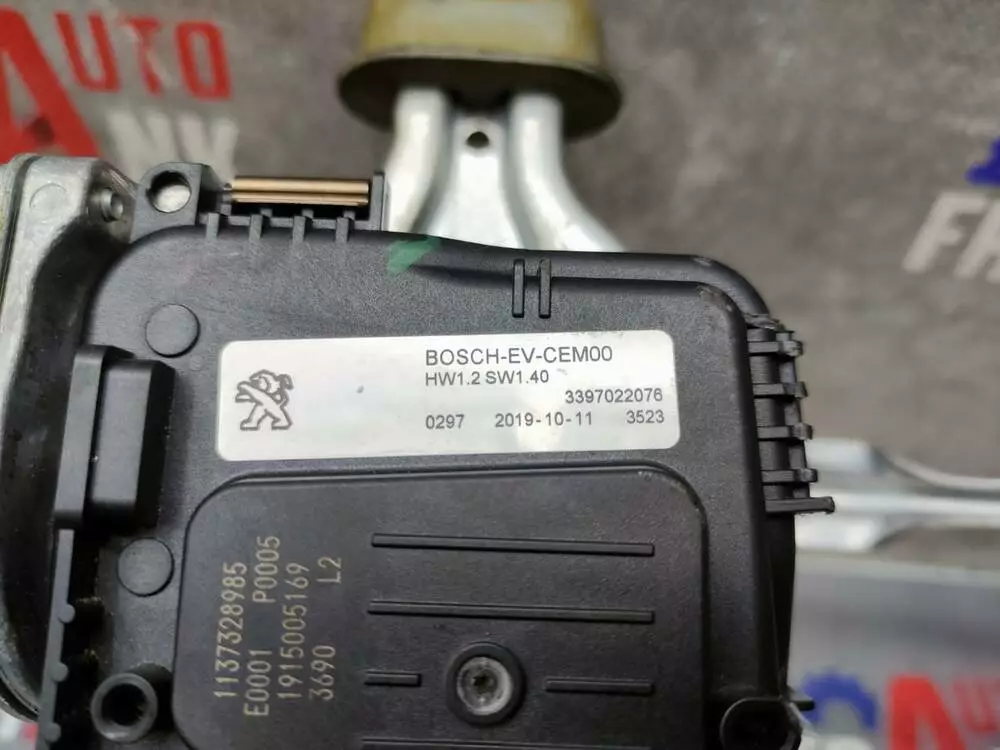 AUTO
BOSCH-EV-CEM00
HW1.2 SW1.40
3397022076
0297 2019-10-11 3523
1137328985
E0001 P0005
1915005169
3690 L2